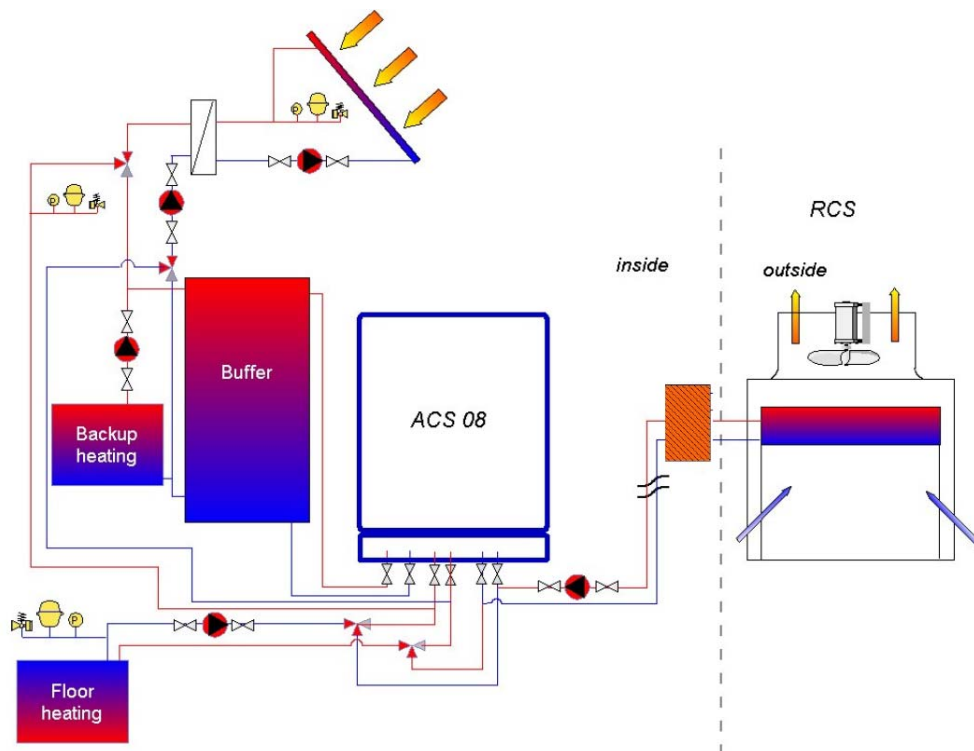 P
P
RCS
inside
outside
Buffer
ACS 08
Backup
heating
P
Floor
heating